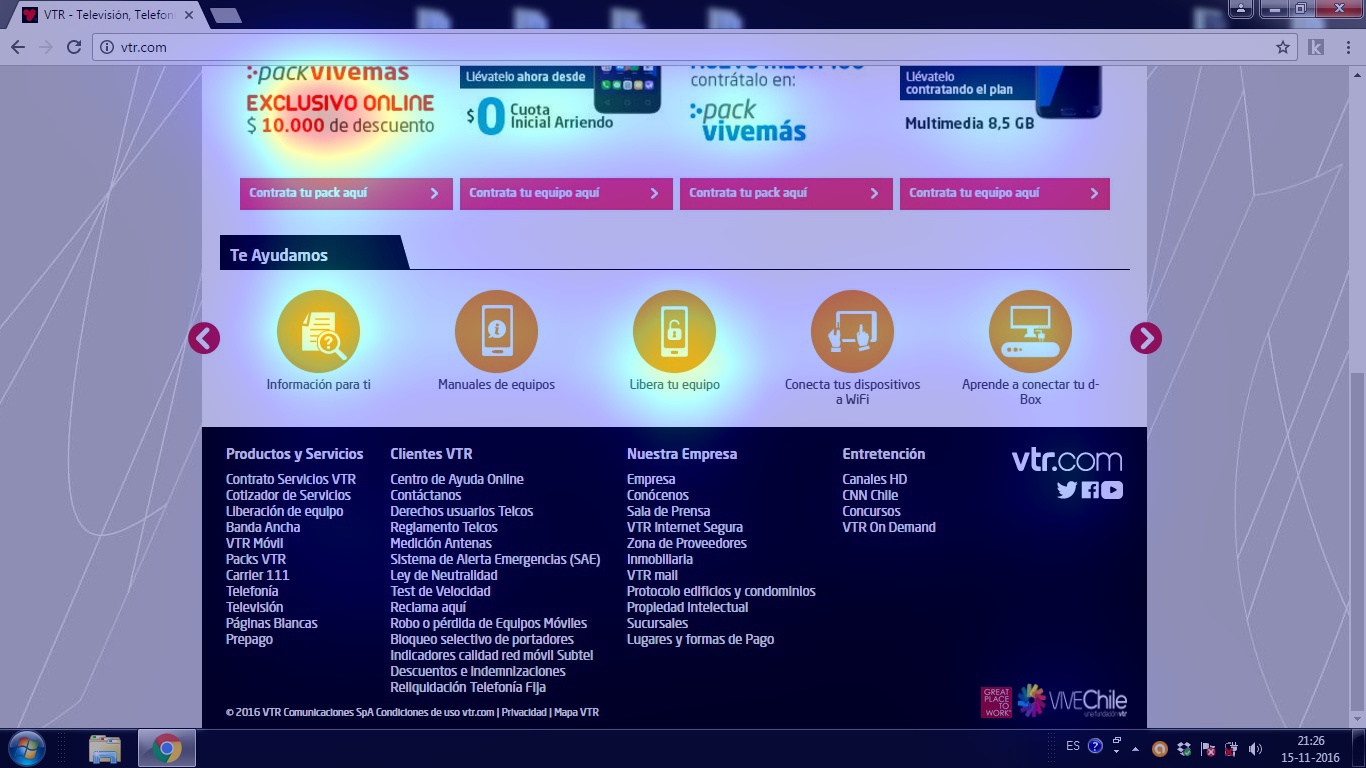 VTR - Televisión, Telefon
vtr.com
packvivemás
EXCLUSIVO ONLINE
$ 10.000 de descuento
Llévatelo ahora desde
$0 Cuota
Inicial Arriendo
contrátalo en:
pack
vivemás
Llévatelo
contratando el plan
Multimedia 8,5 GB
Contrata tu pack aquí
Contrata tu equipo aquí
Contrata tu pack aquí
Contrata tu equipo aquí
Te Ayudamos
Información para ti
Manuales de equipos
Libera tu equipo
Conecta tus dispositivos
a WiFi
Aprende a conectar tu d-
Box
Productos y Servicios
Contrato Servicios VTR
Cotizador de Servicios
Liberación de equipo
Banda Ancha
VTR Móvil
Packs VTR
Carrier 111
Telefonía
Televisión
Páginas Blancas
Prepago
Clientes VTR
Centro de Ayuda Online
Contáctanos
Derechos usuarios Telcos
Reglamento Telcos
Medición Antenas
Sistema de Alerta Emergencias (SAE)
Ley de Neutralidad
Test de Velocidad
Reclama aquí
Robo o pérdida de Equipos Móviles
Bloqueo selectivo de portadores
Indicadores calidad red móvil Subtel
Descuentos e Indemnizaciones
Reliquidación Telefonía Fija
Nuestra Empresa
Empresa
Conócenos
Sala de Prensa
VTR Internet Segura
Zona de Proveedores
Inmobiliaria
VTR mail
Protocolo edificios y condominios
Propiedad Intelectual
Sucursales
Lugares y formas de Pago
Entretención
Canales HD
CNN Chile
Concursos
VTR On Demand
vtr.com
GREAT
PLACE
TO
WORK
VIVEChile
una fundación vtr
© 2016 VTR Comunicaciones SpA Condiciones de uso vtr.com | Privacidad | Mapa VTR
ES
21:26
15-11-2016